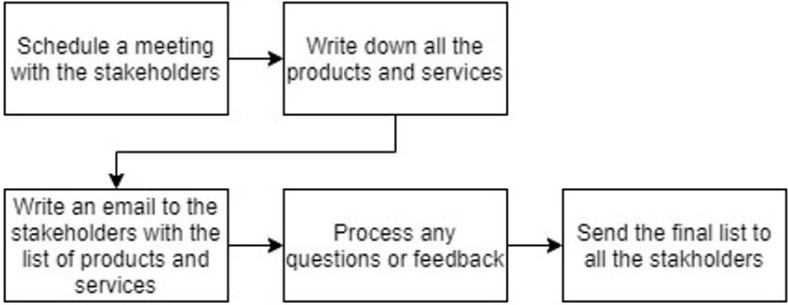 Schedule a meeting
with the stakeholders
Write down all the
products and services
Write an email to the
stakeholders with the
list of products and
services
Process any
questions or feedback
Send the final list to
all the stakholders